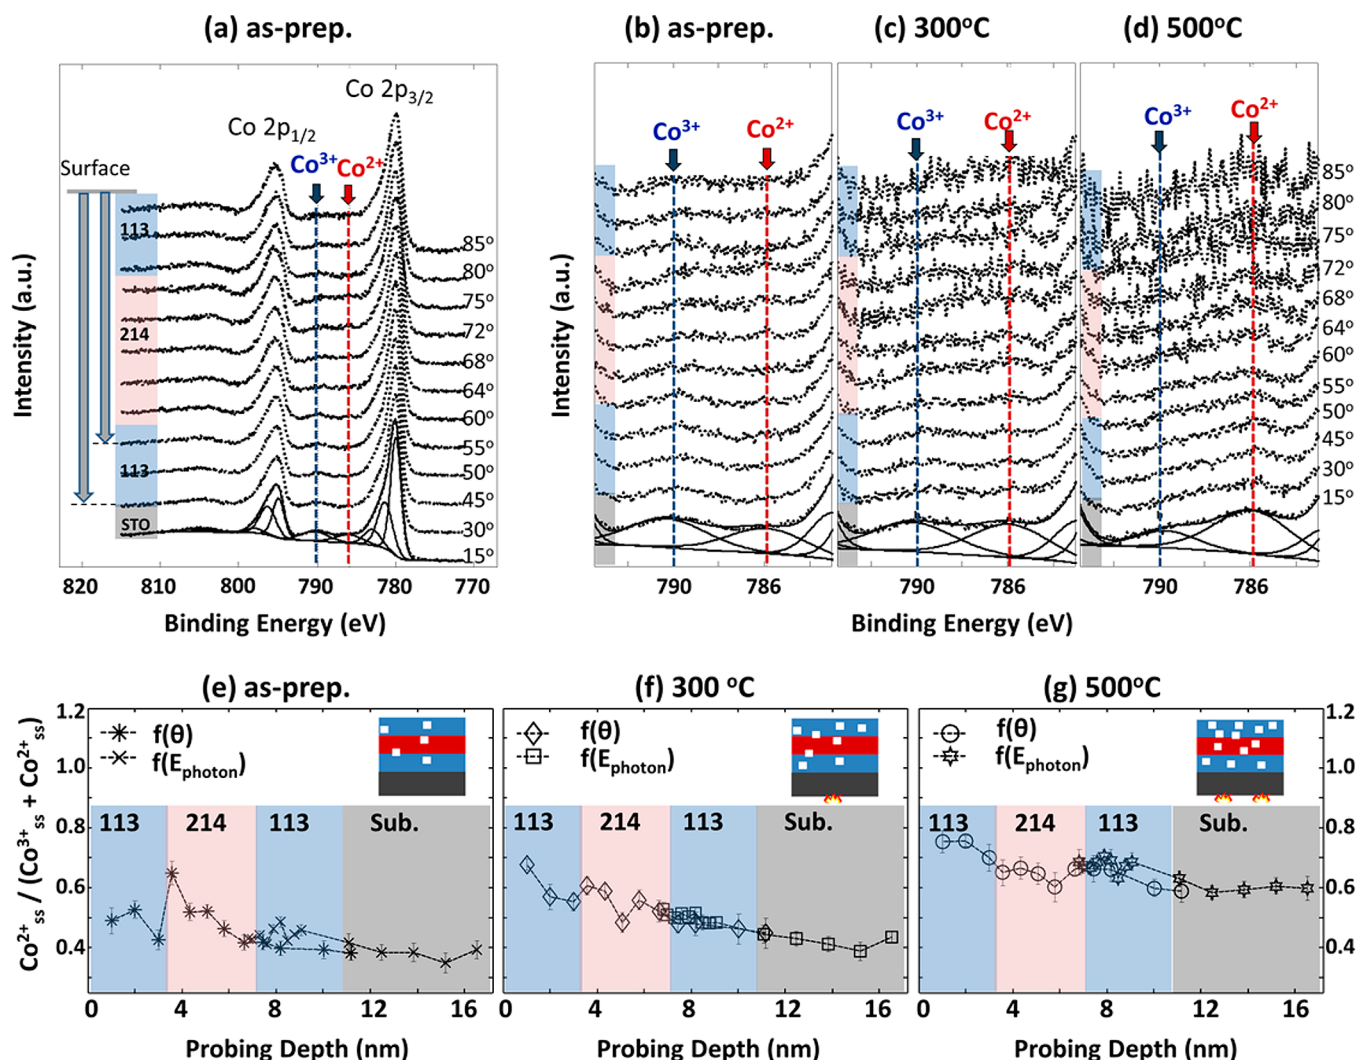 (a) as-prep.
(b) as-prep.
(c) 300°C
(d) 500°C
Co 2p3/2
Co 2p1/2
Co3+
Co2+
Surface
113
214
113
STO
85°
80°
75°
72°
68°
64°
60°
55°
50°
45°
30°
15°
Intensity (a.u.)
820
810
800
790
780
770
Binding Energy (eV)
Co3+
Co2+
Co3+
Co2+
Co3+
Co2+
85°
80°
75°
72°
68°
64°
60°
55°
50°
45°
30°
15°
Intensity (a.u.)
790
786
790
786
790
786
Binding Energy (eV)
(e) as-prep.
(f) 300 °C
(g) 500°C
Co2+ss / (Co3+ss + Co2+ss)
1.2
1.0
0.8
0.6
0.4
f(θ)
f(Ephoton)
113
214
113
Sub.
0
4
8
12
16
Probing Depth (nm)
f(θ)
f(Ephoton)
113
214
113
Sub.
0
4
8
12
16
Probing Depth (nm)
f(θ)
f(Ephoton)
113
214
113
Sub.
0
4
8
12
16
Probing Depth (nm)
1.2
1.0
0.8
0.6
0.4